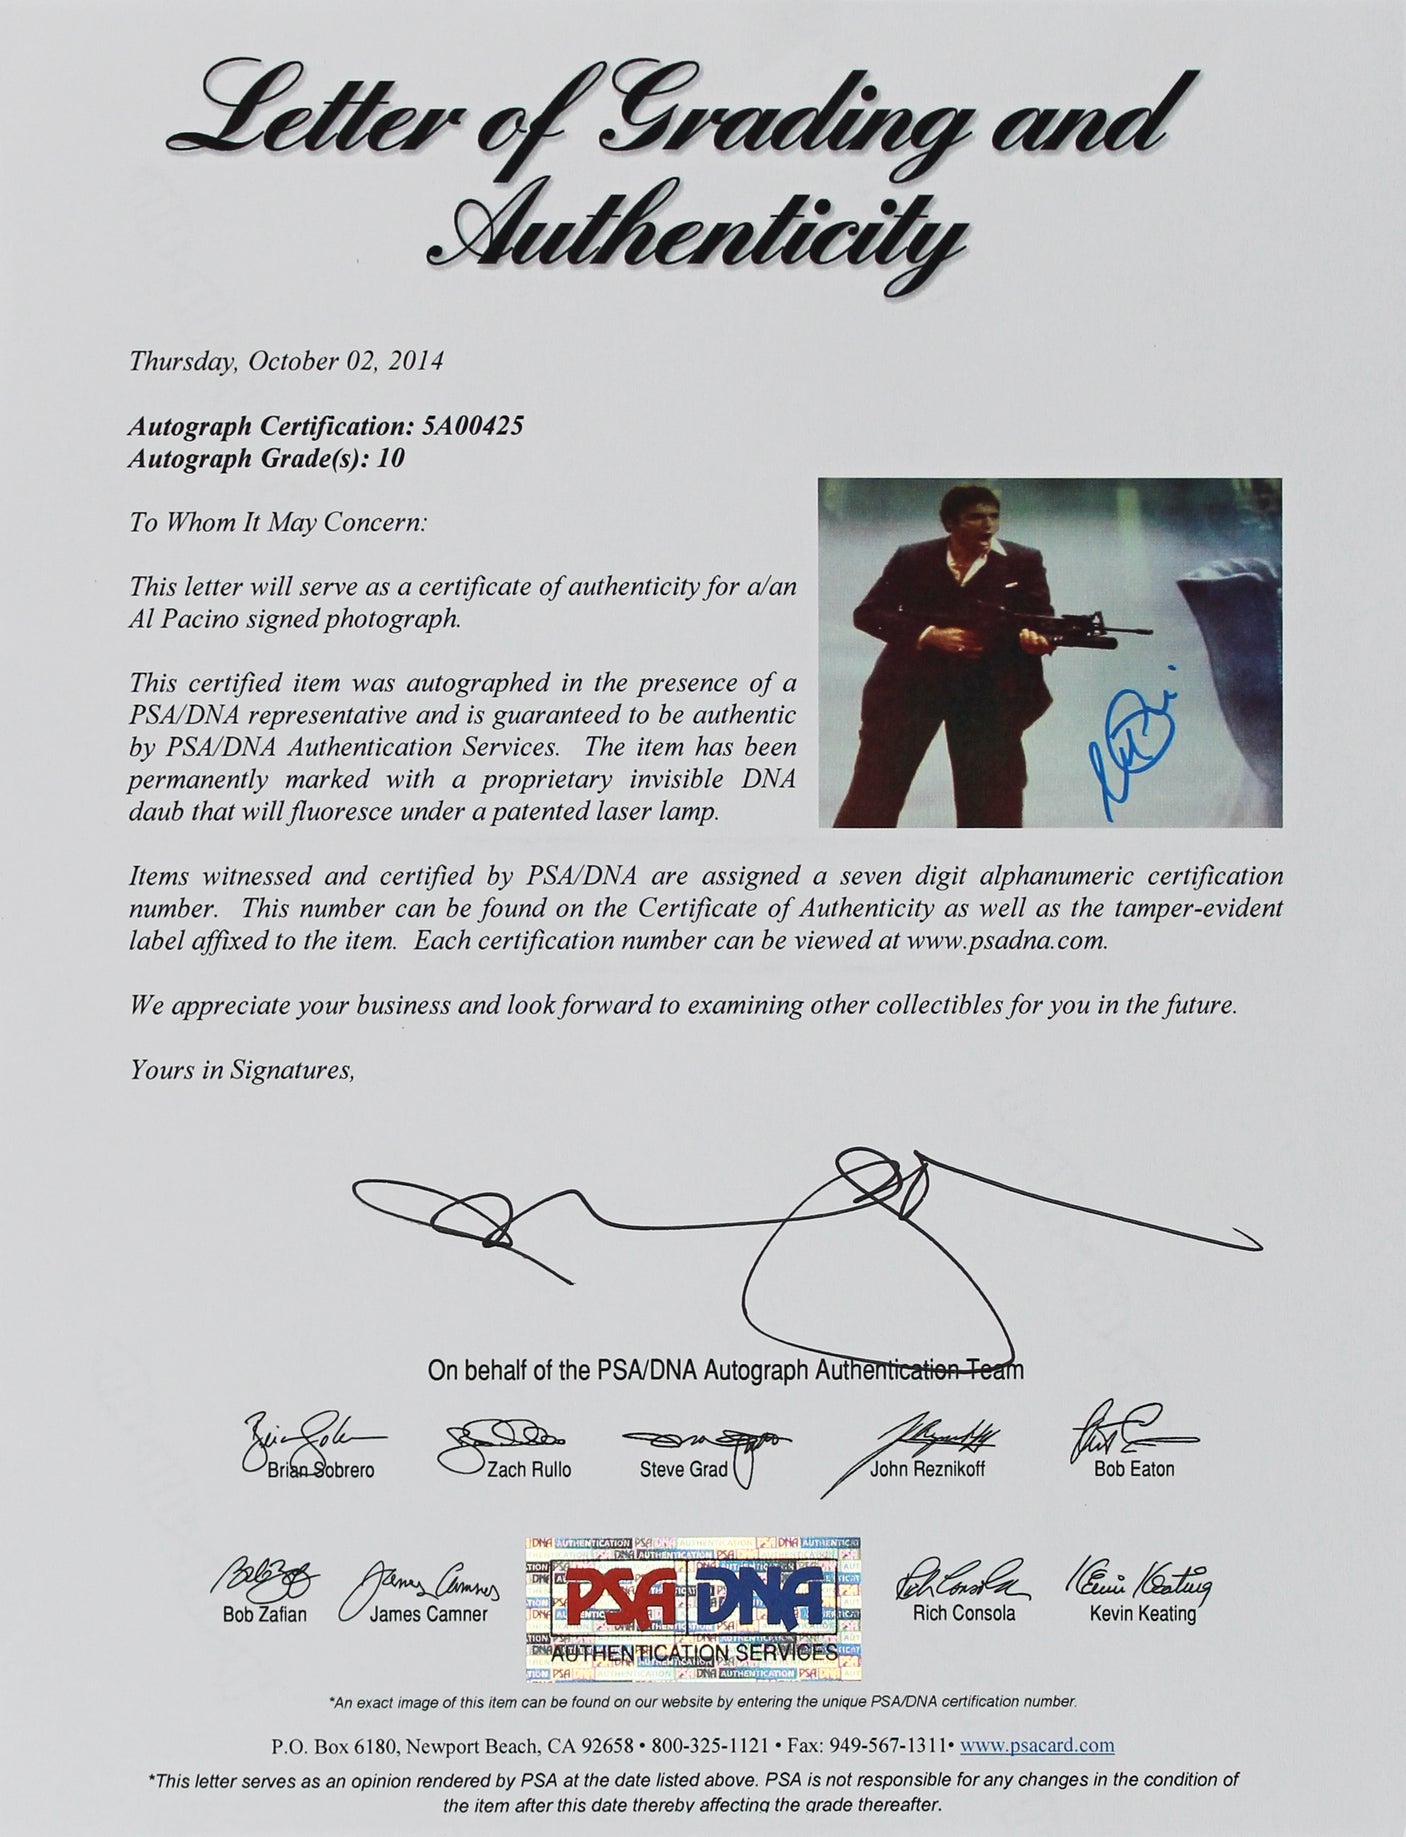 Letter of Grading and
Authenticity
Thursday, October 02, 2014
Autograph Certification: 5A00425
Autograph Grade(s): 10
To Whom It May Concern:
This letter will serve as a certificate of authenticity for a/an
Al Pacino signed photograph.
This certified item was autographed in the presence of a
PSA/DNA representative and is guaranteed to be authentic
by PSA/DNA Authentication Services. The item has been
permanently marked with a proprietary invisible DNA
daub that will fluoresce under a patented laser lamp.
Items witnessed and certified by PSA/DNA are assigned a seven digit alphanumeric certification
number. This number can be found on the Certificate of Authenticity as well as the tamper-evident
label affixed to the item. Each certification number can be viewed at www.psadna.com.
We appreciate your business and look forward to examining other collectibles for you in the future.
Yours in Signatures,
On behalf of the PSA/DNA Autograph Authentication Team
Brian Sobrero Zach Rullo Steve Grad John Reznikoff Bob Eaton
Bob Zafian James Camner Rich Consola Kevin Keating
PSA DNA
AUTHENTICATION SERVICES
*An exact image of this item can be found on our website by entering the unique PSA/DNA certification number.
P.O. Box 6180, Newport Beach, CA 92658 • 800-325-1121 • Fax: 949-567-1311• www.psacard.com
*This letter serves as an opinion rendered by PSA at the date listed above. PSA is not responsible for any changes in the condition of
the item after this date thereby affecting the grade thereafter.